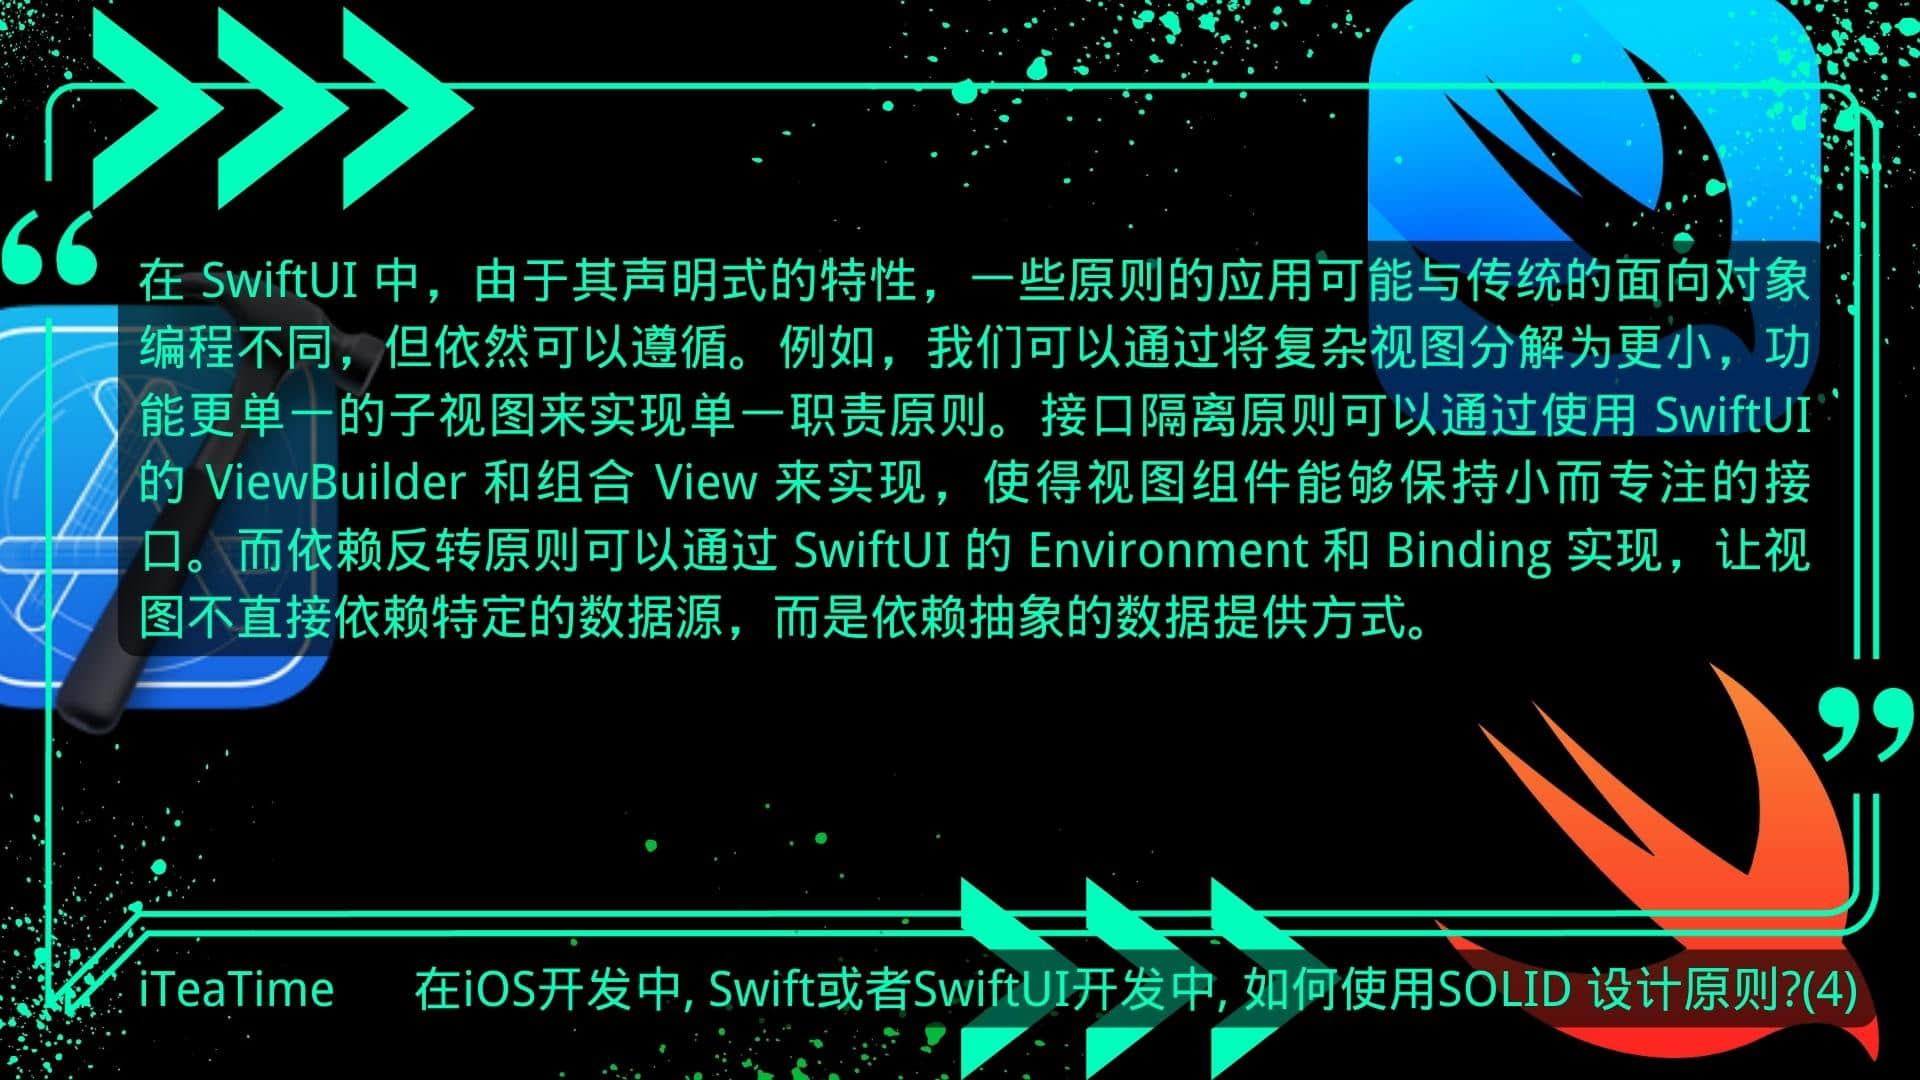 在 SwiftUI 中，由于其声明式的特性，一些原则的应用可能与传统的面向对象
编程不同，但依然可以遵循。例如，我们可以通过将复杂视图分解为更小，功
能更单一的子视图来实现单一职责原则。接口隔离原则可以通过使用 SwiftUI
的 ViewBuilder 和组合 View 来实现，使得视图组件能够保持小而专注的接
口。而依赖反转原则可以通过 SwiftUI 的 Environment 和 Binding 实现，让视
图不直接依赖特定的数据源，而是依赖抽象的数据提供方式。
iTeaTime 在iOS开发中, Swift或者SwiftUI开发中, 如何使用SOLID 设计原则?(4)